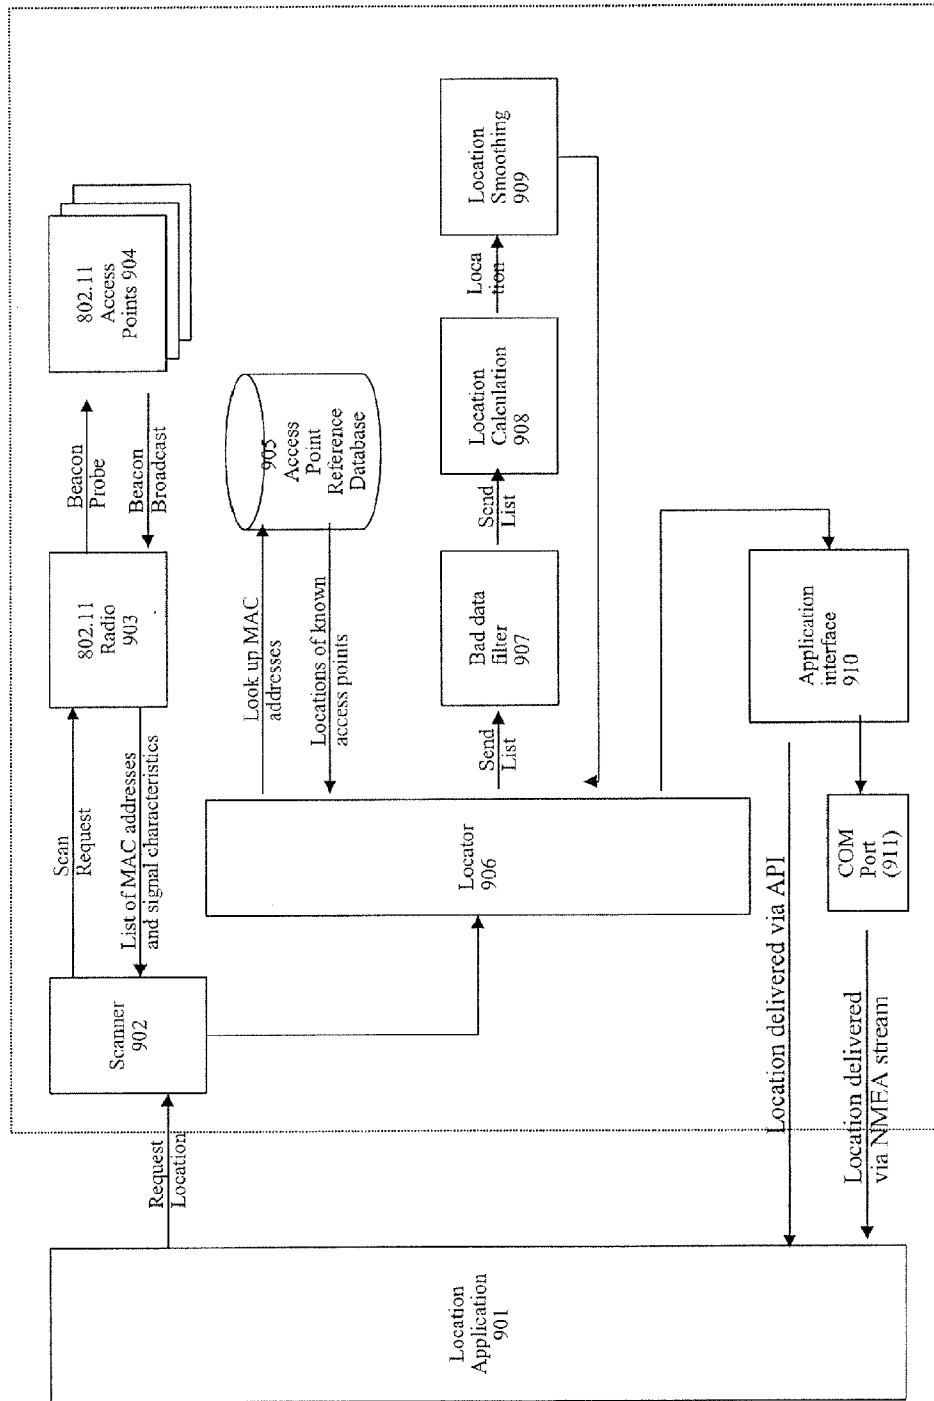 Location
Application
901
Request
Location
Scanner
902
Scan
Request
List of MAC addresses
and signal characteristics
802.11
Radio
903
Beacon
Probe
Beacon
Broadcast
802.11
Access
Points 904
Look up MAC
addresses
Locations of known
access points
905
Access
Point
Reference
Database
Locator
906
Send
List
Bad data
filter
907
Send
List
Location
Calculation
908
Loca
tion
Location
Smoothing
909
Application
interface
910
COM
Port
(911)
Location delivered via API
Location delivered
via NMEA stream